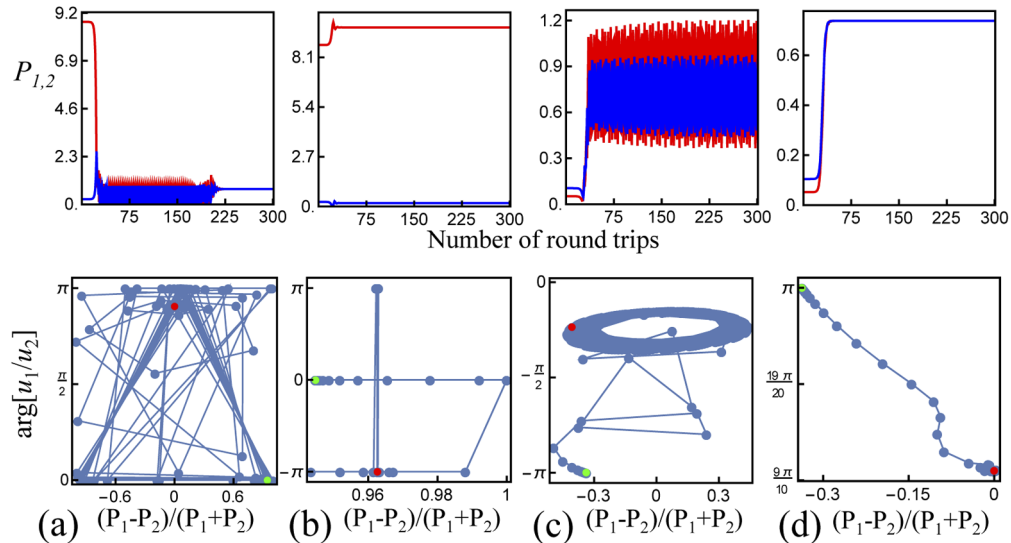 9.2
6.9
4.6
2.3
0.
P1,2
75 150 225 300
8.1
5.4
8.7
0.
75 150 225 300
1.2
0.9
0.6
0.3
0.
75 150 225 300
0.6
0.4
0.2
0.
75 150 225 300
Number of round trips
arg[u1/u2]
π
π/2
0
−0.6 0 0.6
π
0
−π
0.96 0.98 1
0
−π/2
−π
−0.3 0 0.3
π
19π/20
9π/10
−0.3 −0.15 0
(a) (P1-P2)/(P1+P2) (b) (P1-P2)/(P1+P2) (c) (P1-P2)/(P1+P2) (d) (P1-P2)/(P1+P2)